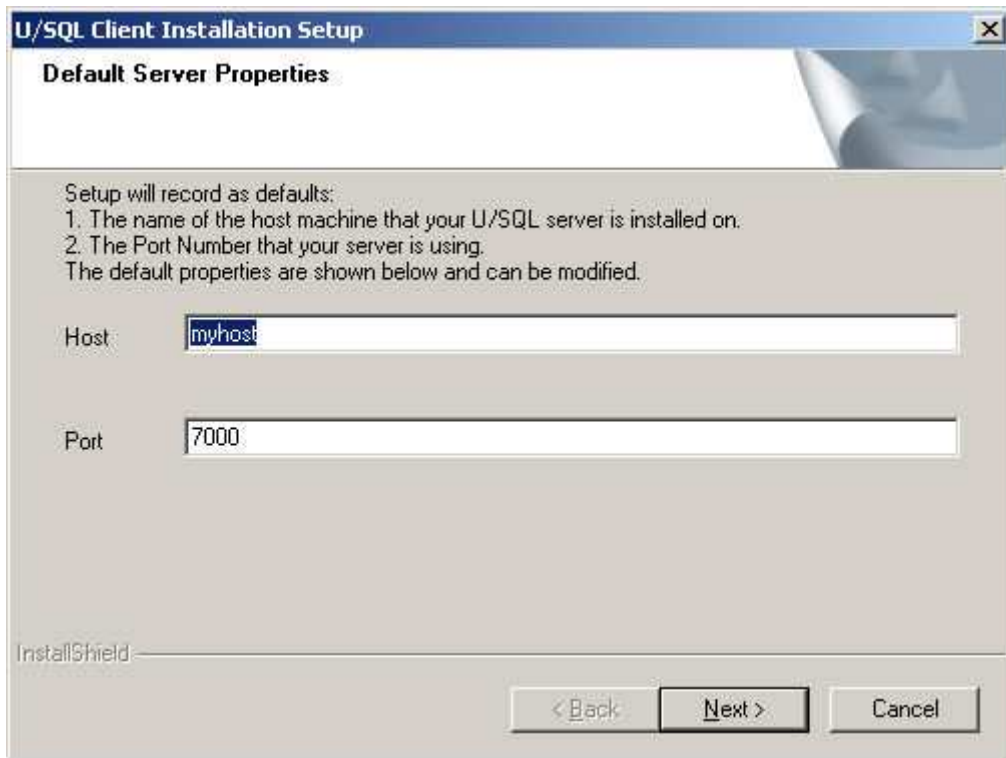 U/SQL Client Installation Setup
Default Server Properties
Setup will record as defaults:
1. The name of the host machine that your U/SQL server is installed on.
2. The Port Number that your server is using.
The default properties are shown below and can be modified.
Host
myhost
Port
7000
InstallShield
< Back
Next >
Cancel